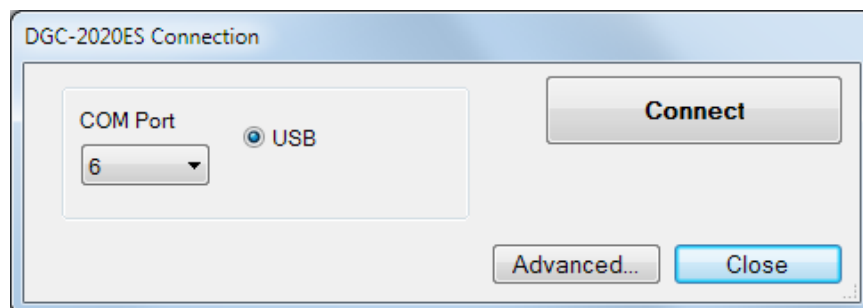 DGC-2020ES Connection
COM Port
6
USB
Connect
Advanced...
Close